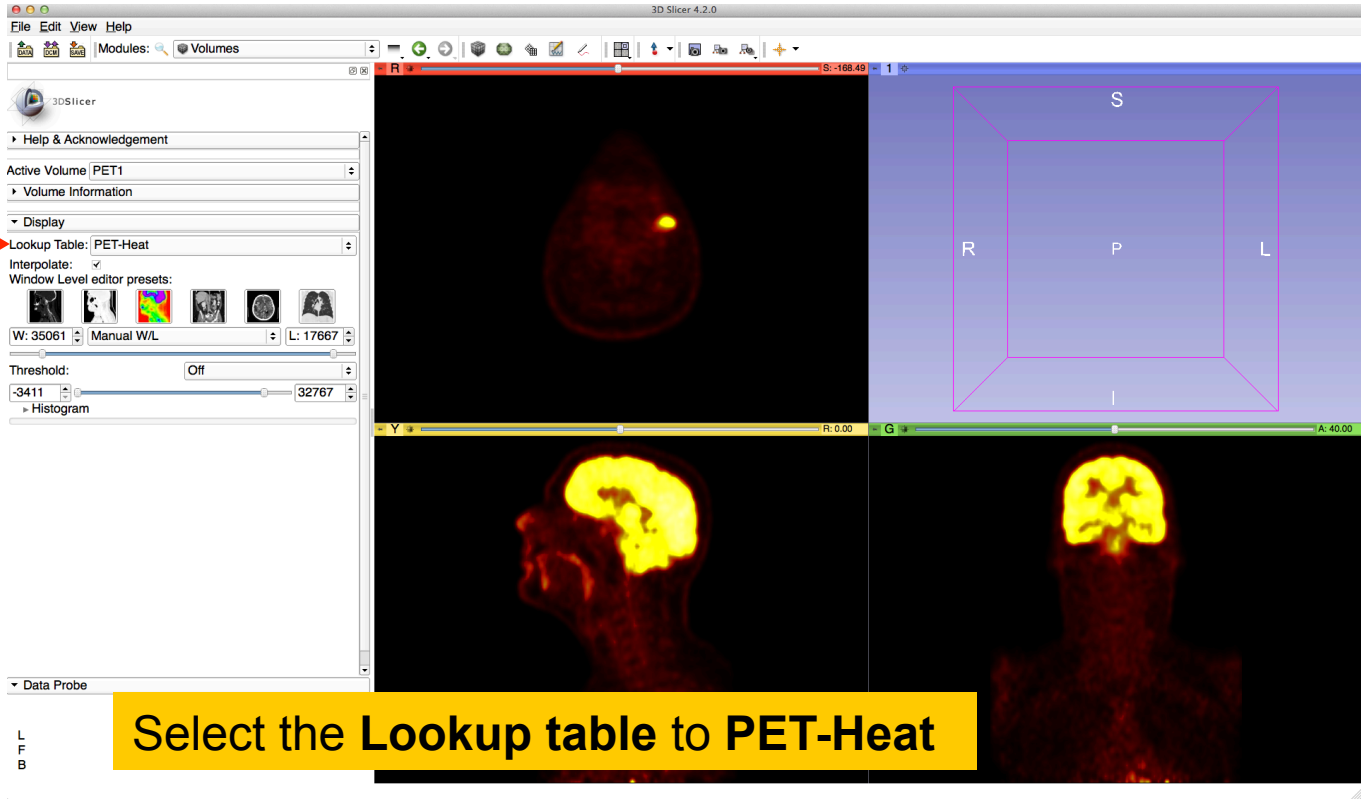 3D Slicer 4.2.0
File Edit View Help
DATA DCM SAVE Modules: Volumes
R S: -168.49 1
3DSlicer
Help & Acknowledgement
Active Volume PET1
Volume Information
Display
Lookup Table: PET-Heat
Interpolate:
Window Level editor presets:
W: 35061 Manual W/L L: 17667
Threshold: Off
-3411 32767
Histogram
S
R P L
I
Y R: 0.00 G A: 40.00
Data Probe
L
F
B
Select the Lookup table to PET-Heat